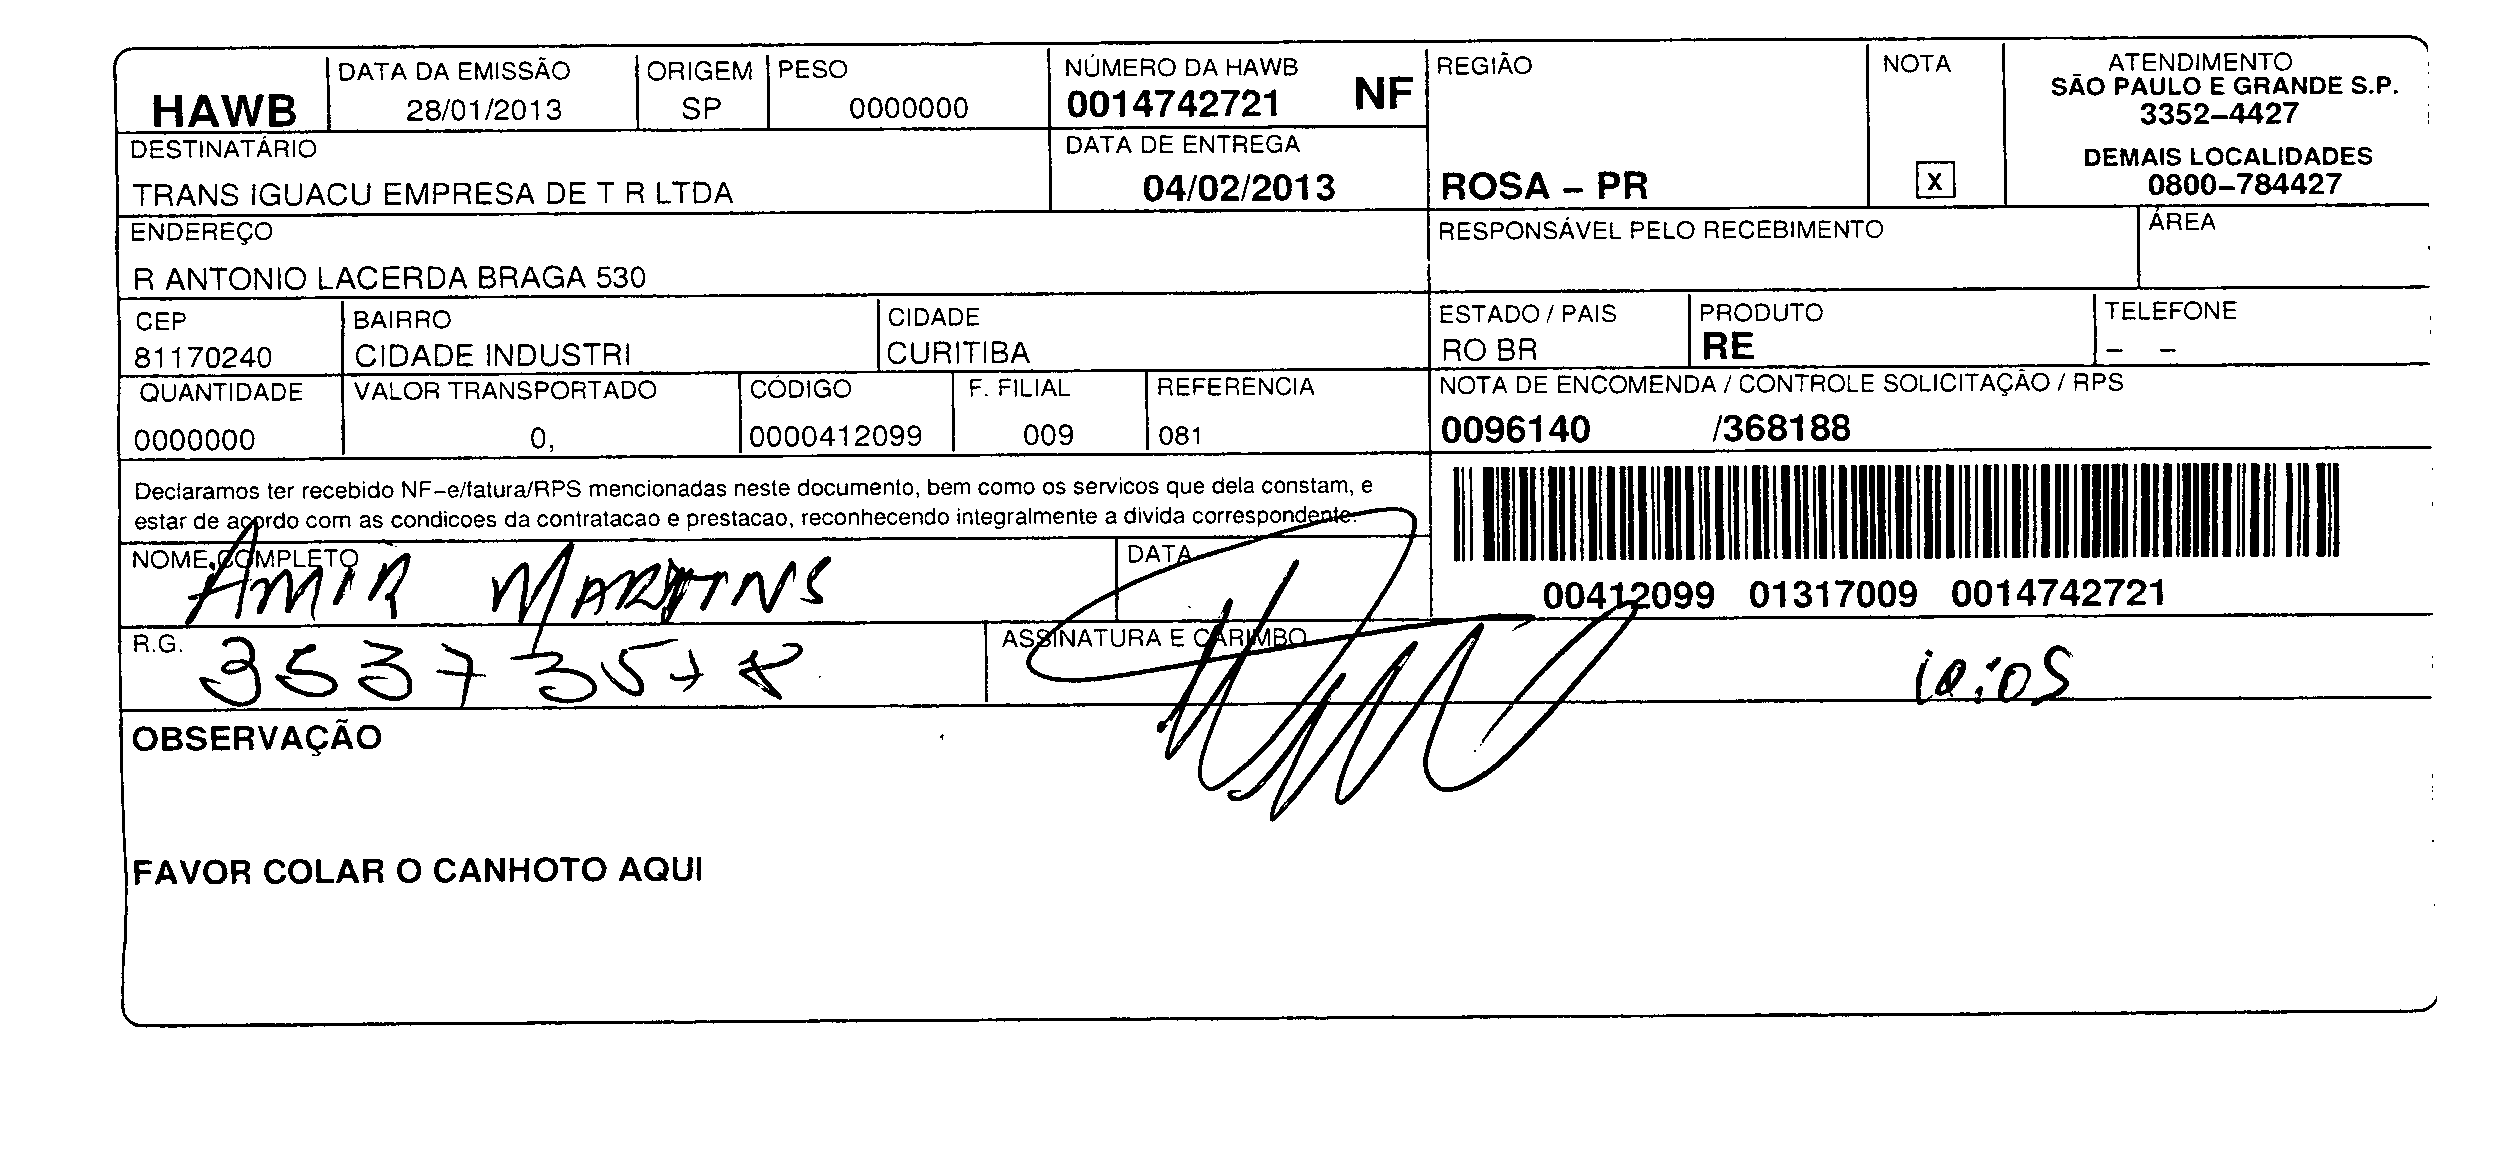 HAWB
DATA DA EMISSÃO
28/01/2013
ORIGEM
SP
PESO
0000000
NÚMERO DA HAWB
0014742721 NF
REGIÃO
ROSA – PR
NOTA
X
ATENDIMENTO
SÃO PAULO E GRANDE S.P.
3352–4427
DEMAIS LOCALIDADES
0800–784427
DESTINATÁRIO
TRANS IGUACU EMPRESA DE T R LTDA
DATA DE ENTREGA
04/02/2013
ENDEREÇO
R ANTONIO LACERDA BRAGA 530
RESPONSÁVEL PELO RECEBIMENTO
ÁREA
CEP
81170240
BAIRRO
CIDADE INDUSTRI
CIDADE
CURITIBA
ESTADO / PAIS
RO BR
PRODUTO
RE
TELEFONE
– –
QUANTIDADE
0000000
VALOR TRANSPORTADO
0,
CÓDIGO
0000412099
F. FILIAL
009
REFERENCIA
081
NOTA DE ENCOMENDA / CONTROLE SOLICITAÇÃO / RPS
0096140 /368188
Declaramos ter recebido NF–e/fatura/RPS mencionadas neste documento, bem como os servicos que dela constam, e
estar de acordo com as condicoes da contratacao e prestacao, reconhecendo integralmente a divida correspondente.
00412099 01317009 0014742721
NOME COMPLETO
AMIR MARTINS
DATA
R.G.
ASSINATURA E CARIMBO
OBSERVAÇÃO
FAVOR COLAR O CANHOTO AQUI